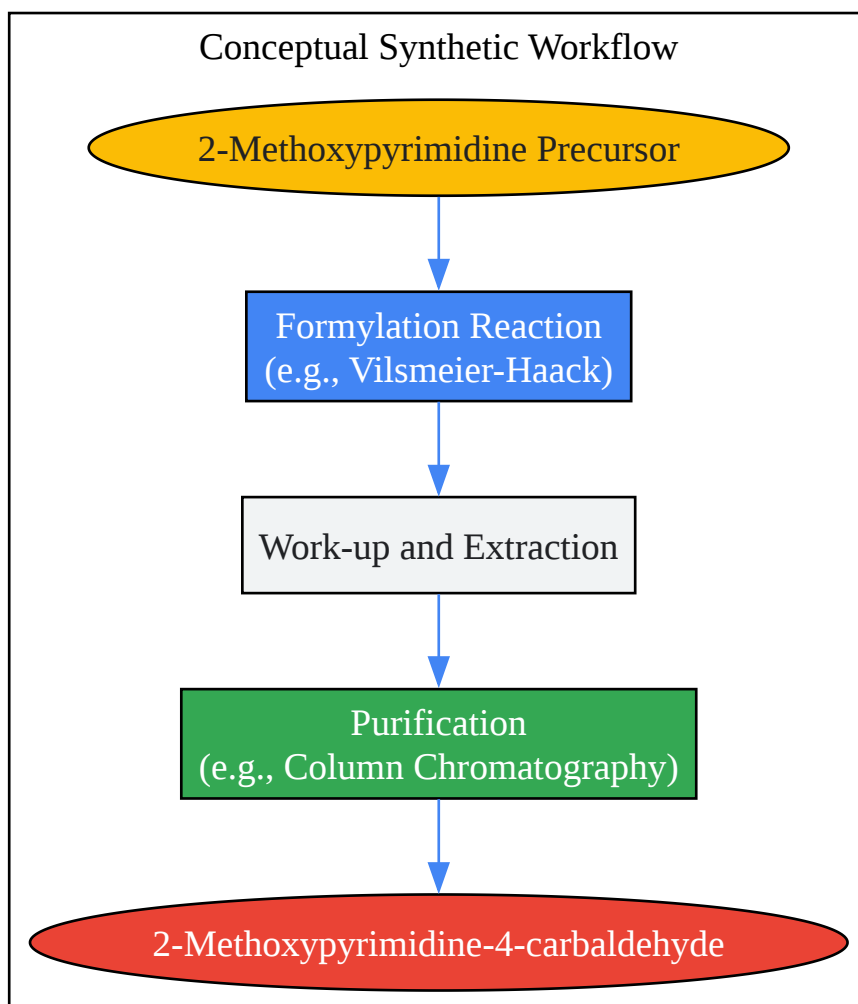 Conceptual Synthetic Workflow
2-Methoxypyrimidine Precursor
Formylation Reaction
(e.g., Vilsmeier-Haack)
Work-up and Extraction
Purification
(e.g., Column Chromatography)
2-Methoxypyrimidine-4-carbaldehyde